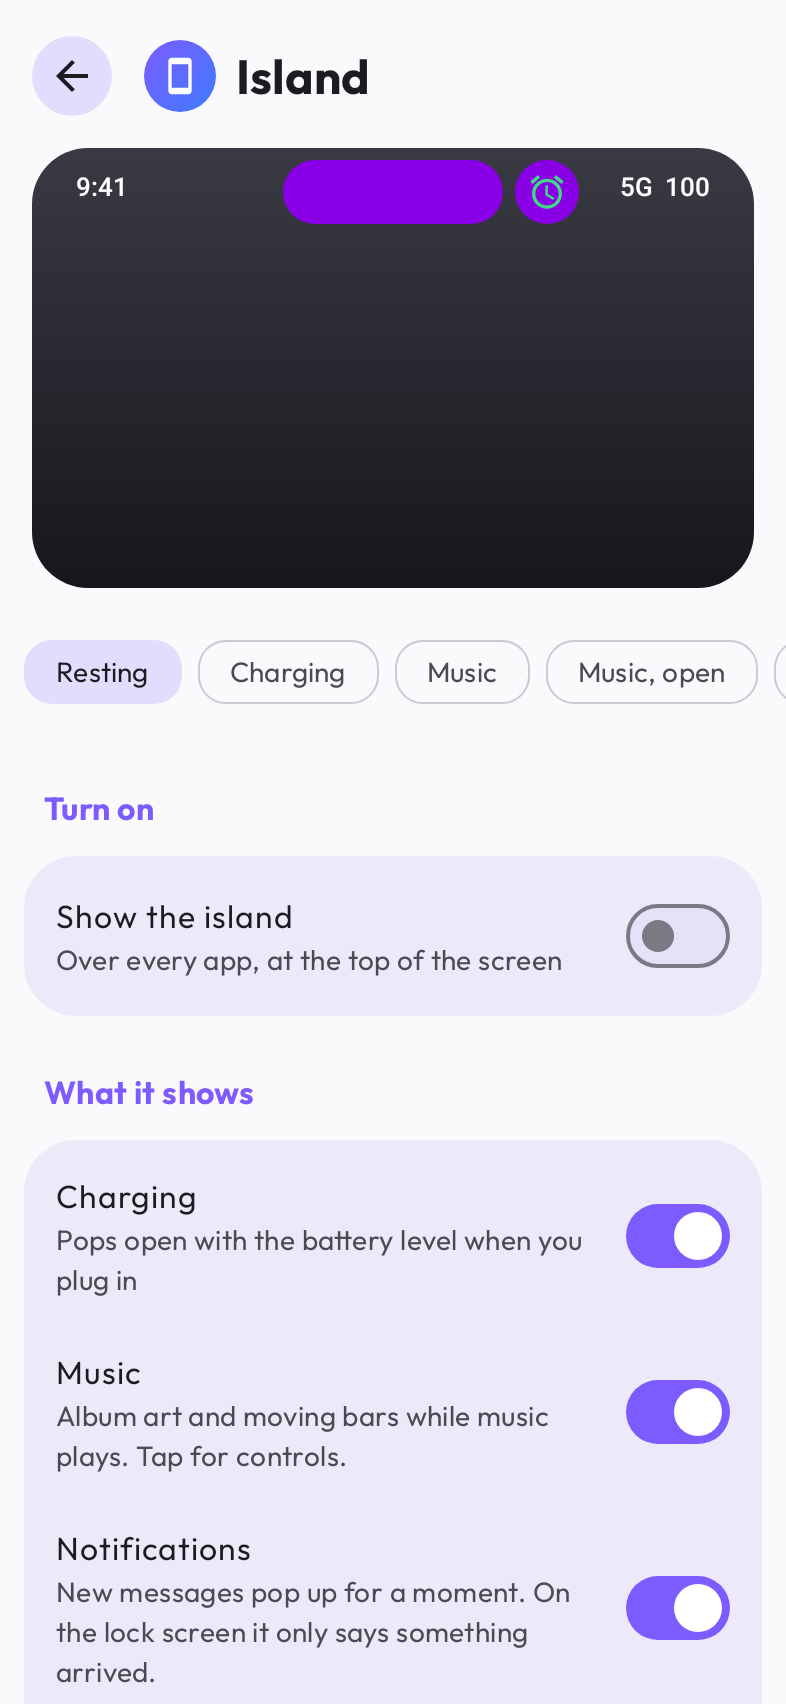 Island
9:41
5G 100
Resting
Charging
Music
Music, open
Turn on
Show the island
Over every app, at the top of the screen
What it shows
Charging
Pops open with the battery level when you
plug in
Music
Album art and moving bars while music
plays. Tap for controls.
Notifications
New messages pop up for a moment. On
the lock screen it only says something
arrived.